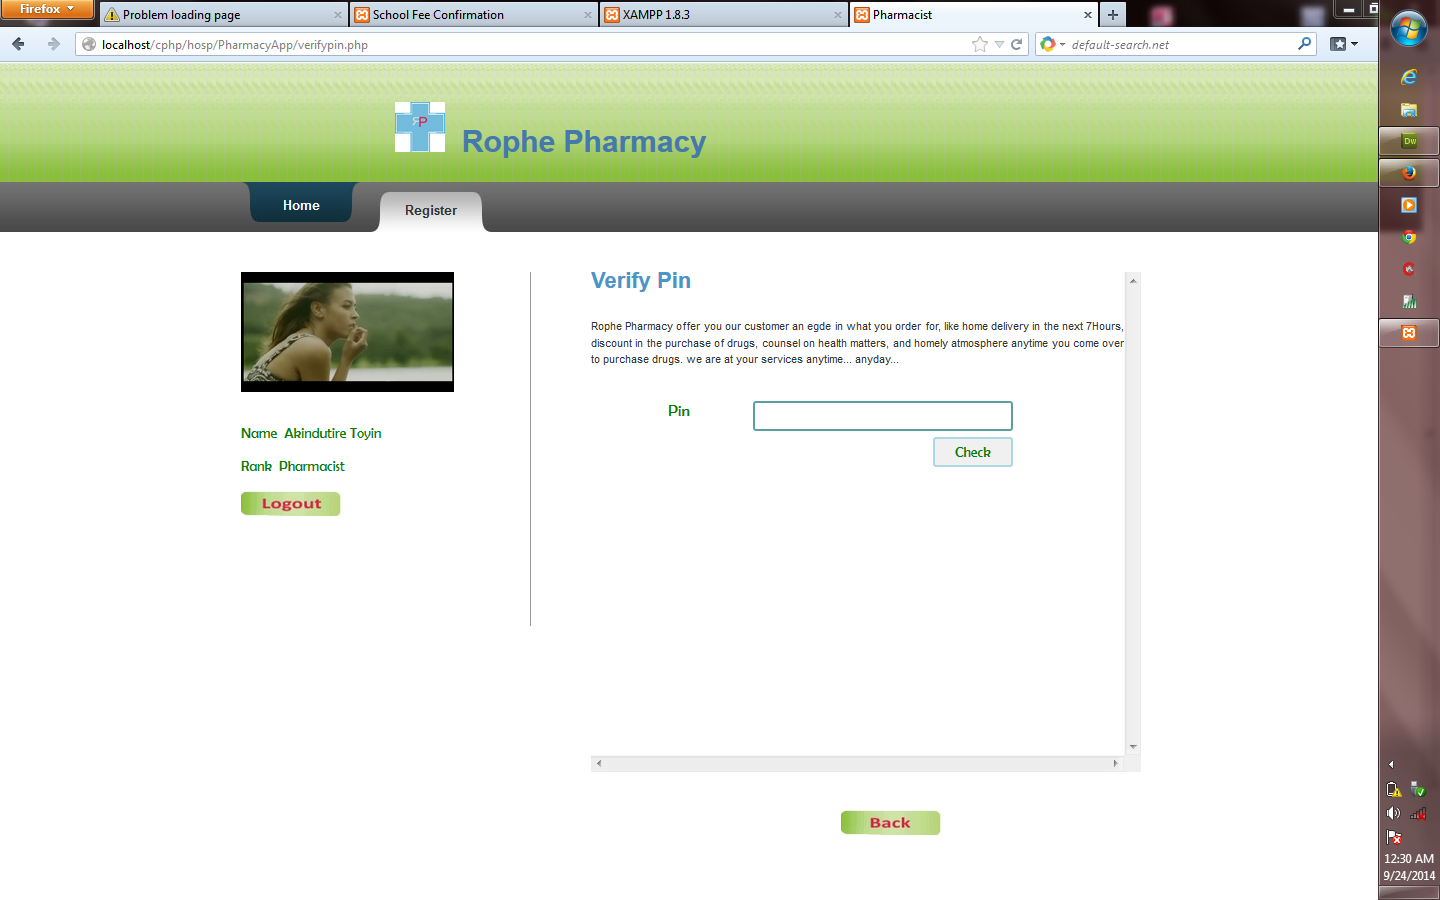 Firefox
Problem loading page
School Fee Confirmation
XAMPP 1.8.3
Pharmacist
localhost/cphp/hosp/PharmacyApp/verifypin.php
default-search.net
RP
Rophe Pharmacy
Home
Register
Verify Pin
Rophe Pharmacy offer you our customer an egde in what you order for, like home delivery in the next 7Hours,
discount in the purchase of drugs, counsel on health matters, and homely atmosphere anytime you come over
to purchase drugs. we are at your services anytime... anyday...
Pin
Check
Name Akindutire Toyin
Rank Pharmacist
Logout
Back
Dw
12:30 AM
9/24/2014